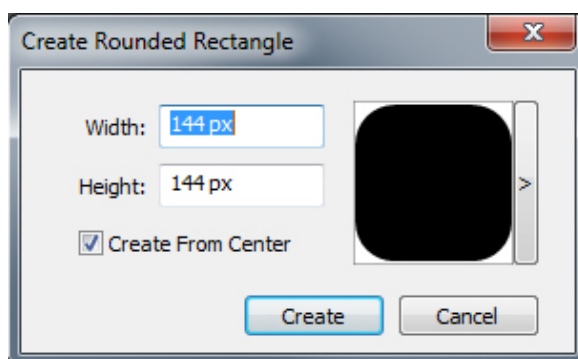 Create Rounded Rectangle
Width: 144 px
Height: 144 px
>
Create From Center
Create Cancel